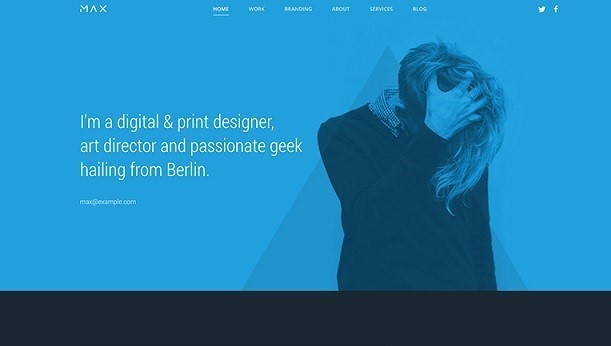 MAX
HOME WORK BRANDING ABOUT SERVICES BLOG
I'm a digital & print designer,
art director and passionate geek
hailing from Berlin.
max@example.com